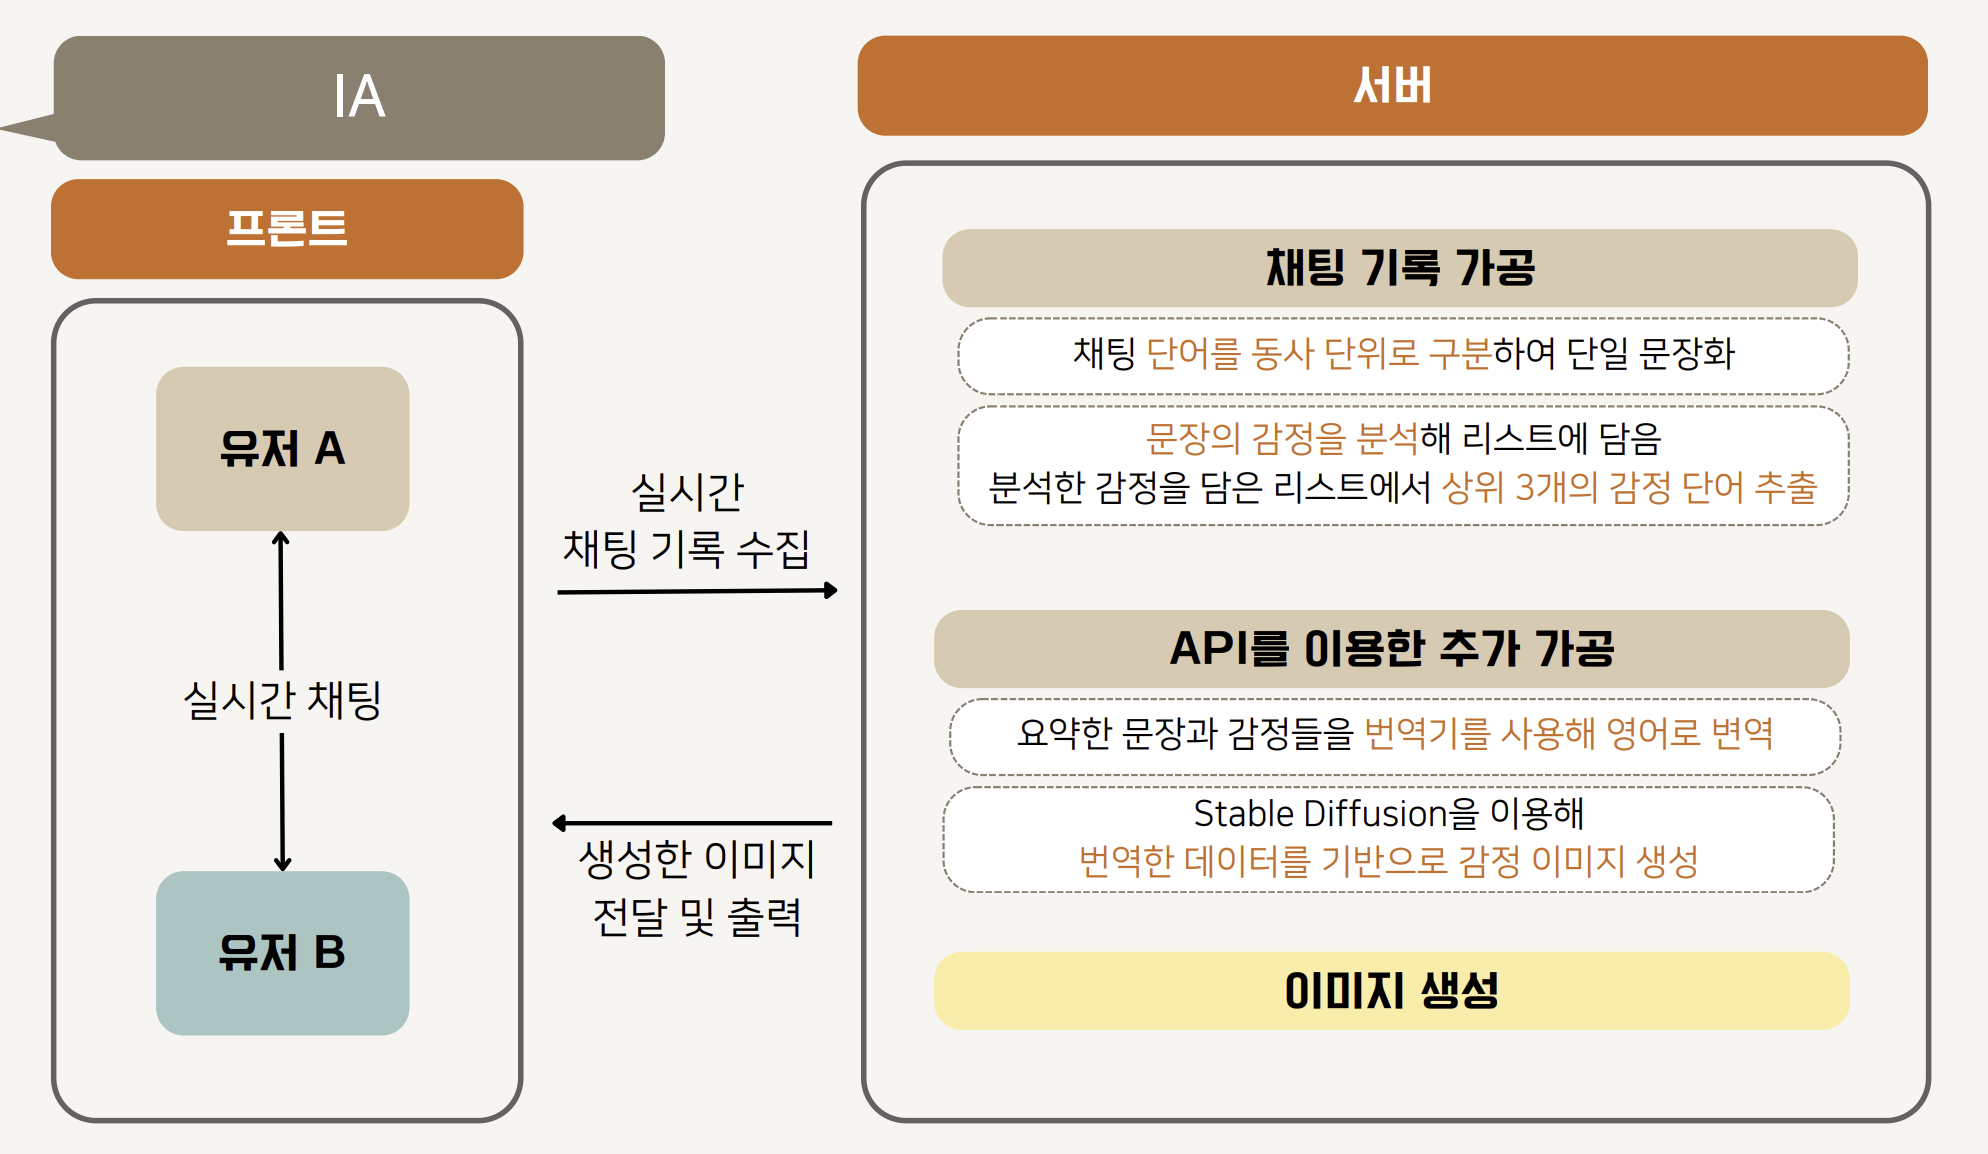 IA
프론트
유저 A
실시간 채팅
유저 B
실시간
채팅 기록 수집
생성한 이미지
전달 및 출력
서버
채팅 기록 가공
채팅 단어를 동사 단위로 구분하여 단일 문장화
문장의 감정을 분석해 리스트에 담음
분석한 감정을 담은 리스트에서 상위 3개의 감정 단어 추출
API를 이용한 추가 가공
요약한 문장과 감정들을 번역기를 사용해 영어로 변역
Stable Diffusion을 이용해
번역한 데이터를 기반으로 감정 이미지 생성
이미지 생성